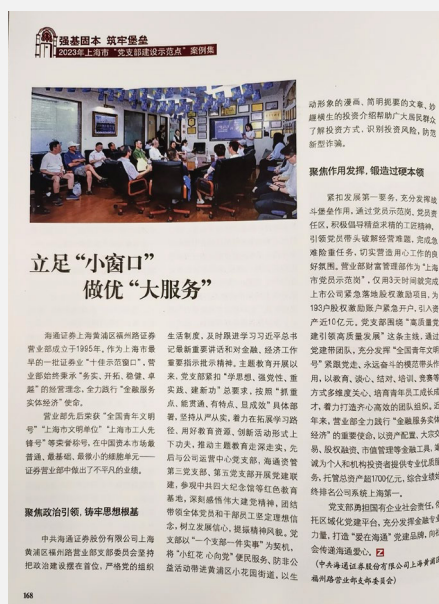 强基固本 筑牢堡垒
2023年上海市“党支部建设示范点”案例集
立足“小窗口”
做优“大服务”
海通证券上海黄浦区福州路证券
营业部成立于1995年，作为上海市最
早的一批证券业“十佳示范窗口”，营
业部始终秉承“务实、开拓、稳健、卓
越”的经营理念，全力践行“金融服务
实体经济”使命。
营业部先后荣获“全国青年文明
号”“上海市文明单位”“上海市工人先
锋号”等荣誉称号，在中国资本市场最
普通、最基础、最微小的细胞单元——
证券营业部中做出了不平凡的业绩。
聚焦政治引领，铸牢思想根基
中共海通证券股份有限公司上海
黄浦区福州路营业部支部委员会坚持
把政治建设摆在首位，严格党的组织
生活制度，及时跟进学习习近平总书
记最新重要讲话和对金融、经济工作
重要指示批示精神。主题教育开展以
来，党支部紧扣“学思想、强党性、重
实践、建新功”总要求，按照“抓重
点、能贯通、有特点、显成效”具体部
署，坚持从严从实，着力在拓展学习路
径、用好教育资源、创新活动形式上
下功夫，推动主题教育走深走实，先
后与公司运营中心党支部、海通资管
第三党支部、第五党支部开展党建联
建，参观中共四大纪念馆等红色教育
基地，深刻感悟伟大建党精神，团结
带领全体党员和干部员工坚定理想信
念，树立发展信心，提振精神风貌。党
支部以“一个支部一件实事”为契机，
将“小红花 心向党”便民服务、防非公
益活动带进黄浦区小花园街道，以生
动形象的漫画、简明扼要的文章、妙
趣横生的投资介绍帮助广大居民群众
了解投资方式，识别投资风险，防范
新型诈骗。
聚焦作用发挥，锻造过硬本领
紧扣发展第一要务，充分发挥战
斗堡垒作用，通过党员示范岗、党员责
任区，积极倡导精益求精的工匠精神，
引领党员带头破解经营难题，完成急
难险重任务，切实营造用心工作的良
好氛围。营业部财富管理部作为“上海
市党员示范岗”，仅用3天时间就完成
上市公司紧急落地股权激励项目，为
193户股权激励账户紧急开户，引入资
产近10亿元。党支部围绕“高质量党
建引领高质量发展”这条主线，通过
党建带团队，充分发挥“全国青年文明
号”紧跟党走、永远奋斗的模范带头作
用，以教育、谈心、结对、培训、竞赛等
方式多维度关心、培育青年员工成长成
才，着力打造齐心高效的团队组织。近
年来，营业部全力践行“金融服务实体
经济”的重要使命，以资产配置、大宗交
易、股权融资、市值管理等金融工具，竭
诚为个人和机构投资者提供专业优质服
务，托管总资产超1700亿元，综合业绩始
终排名公司系统上海第一。
党支部勇担国有企业社会责任，依
托区域化党建平台，充分发挥金融专业
力量，打造“爱在海通”党建品牌，向社
会传递海通爱心。
（中共海通证券股份有限公司上海黄浦区
福州路营业部支部委员会）
168